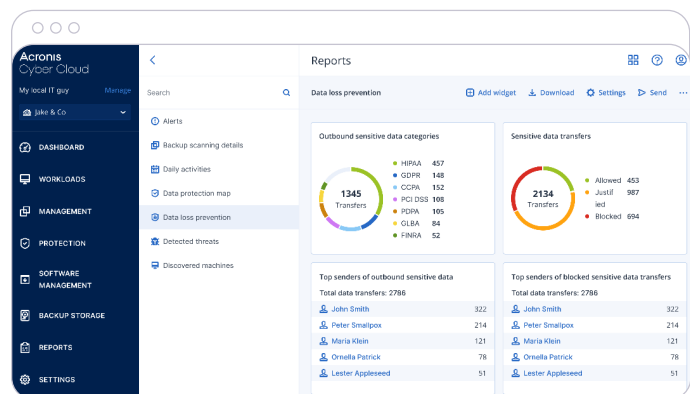 Acronis
Cyber Cloud
My local IT guy Manage
Jake & Co
DASHBOARD
WORKLOADS
MANAGEMENT
PROTECTION
SOFTWARE
MANAGEMENT
BACKUP STORAGE
REPORTS
SETTINGS
Search
Alerts
Backup scanning details
Daily activities
Data protection map
Data loss prevention
Detected threats
Discovered machines
Reports
Data loss prevention Add widget Download Settings Send
Outbound sensitive data categories
1345
Transfers
HIPAA 457
GDPR 148
CCPA 152
PCI DSS 108
PDPA 105
GLBA 84
FINRA 52
Sensitive data transfers
2134
Transfers
Allowed 453
Justif 987
ied
Blocked 694
Top senders of outbound sensitive data
Total data transfers: 2786
John Smith 322
Peter Smallpox 214
Maria Klein 121
Ornella Patrick 78
Lester Appleseed 51
Top senders of blocked sensitive data transfers
Total data transfers: 2786
John Smith 322
Peter Smallpox 214
Maria Klein 121
Ornella Patrick 78
Lester Appleseed 51